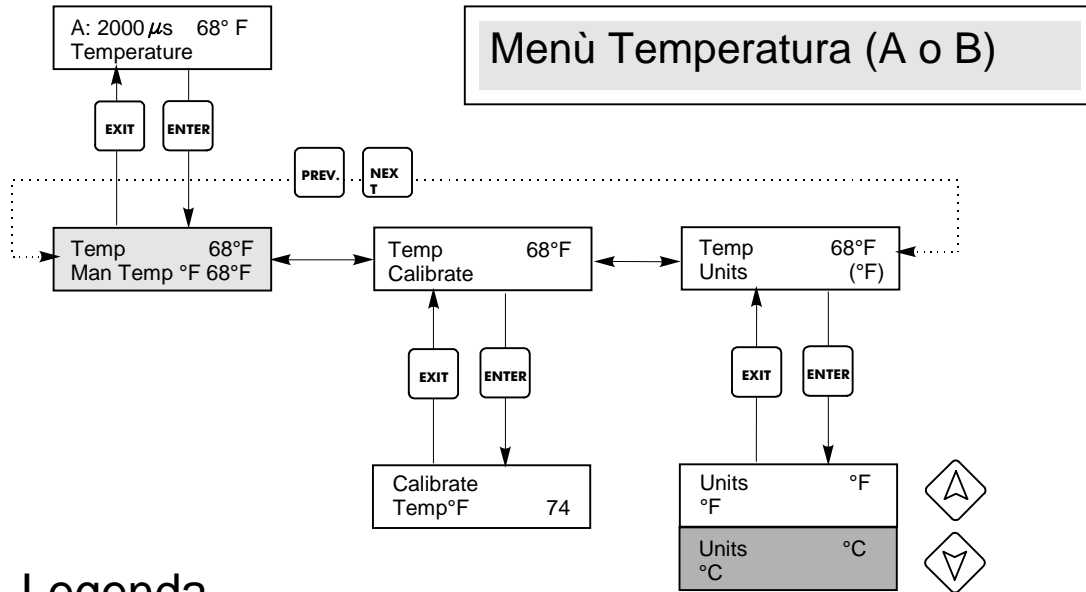 A: 2000 µs 68° F
Temperature
Menù Temperatura (A o B)
EXIT ENTER
PREV. NEX
T
Temp 68°F
Man Temp °F 68°F
Temp 68°F
Calibrate
Temp 68°F
Units (°F)
EXIT ENTER
EXIT ENTER
Calibrate
Temp°F 74
Units °F
°F
Units °C
°C
Legenda